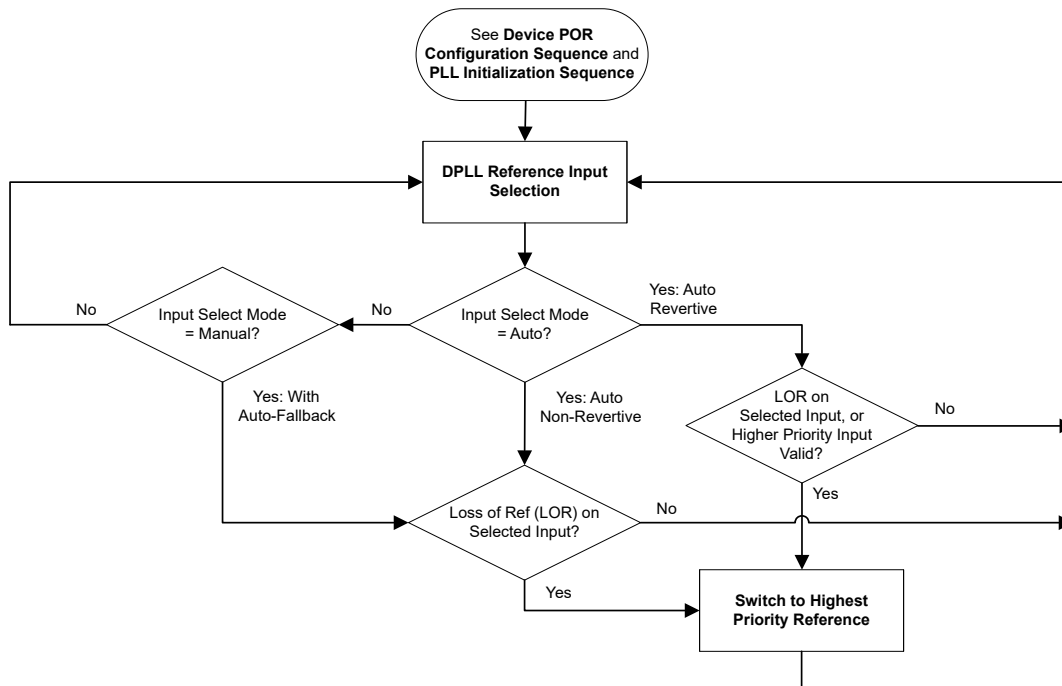 See Device POR
Configuration Sequence and
PLL Initialization Sequence
DPLL Reference Input
Selection
No
Input Select Mode
= Manual?
No
Input Select Mode
= Auto?
Yes: Auto
Revertive
Yes: With
Auto-Fallback
Yes: Auto
Non-Revertive
LOR on
Selected Input, or
Higher Priority Input
Valid?
No
Yes
Loss of Ref (LOR) on
Selected Input?
No
Yes
Switch to Highest
Priority Reference